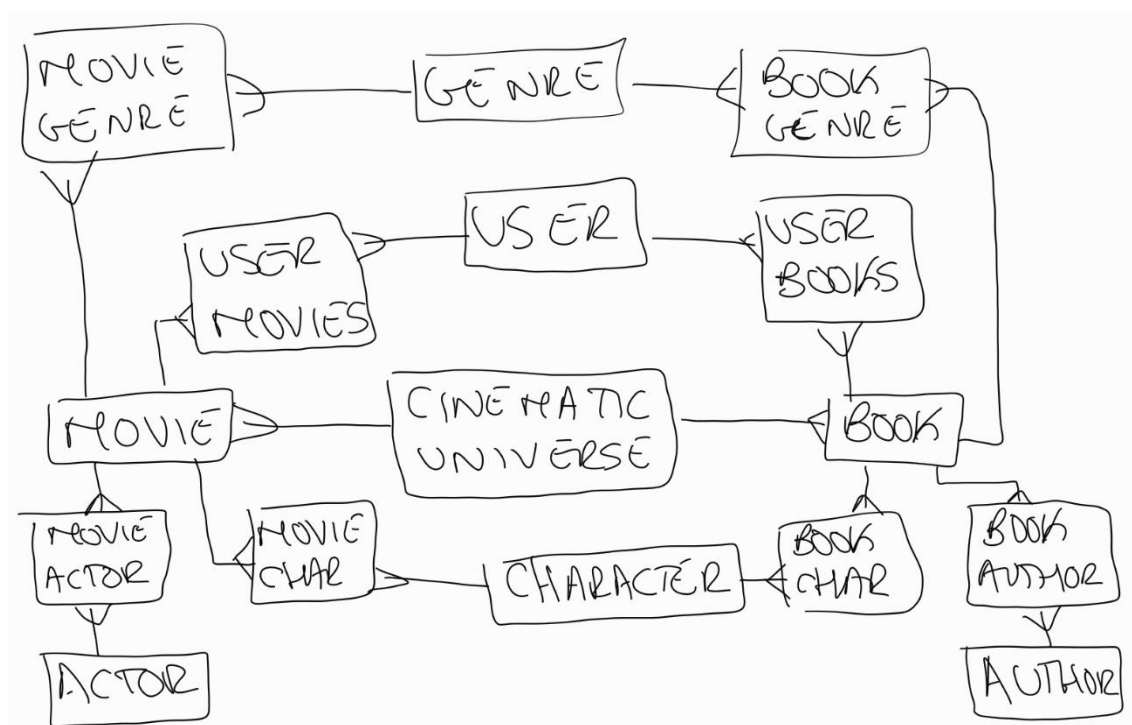 MOVIE
GENRE
GENRE
BOOK
GENRE
USER
MOVIES
USER
USER
BOOKS
MOVIE
CINEMATIC
UNIVERSE
BOOK
MOVIE
ACTOR
MOVIE
CHAR
CHARACTER
BOOK
CHAR
BOOK
AUTHOR
ACTOR
AUTHOR